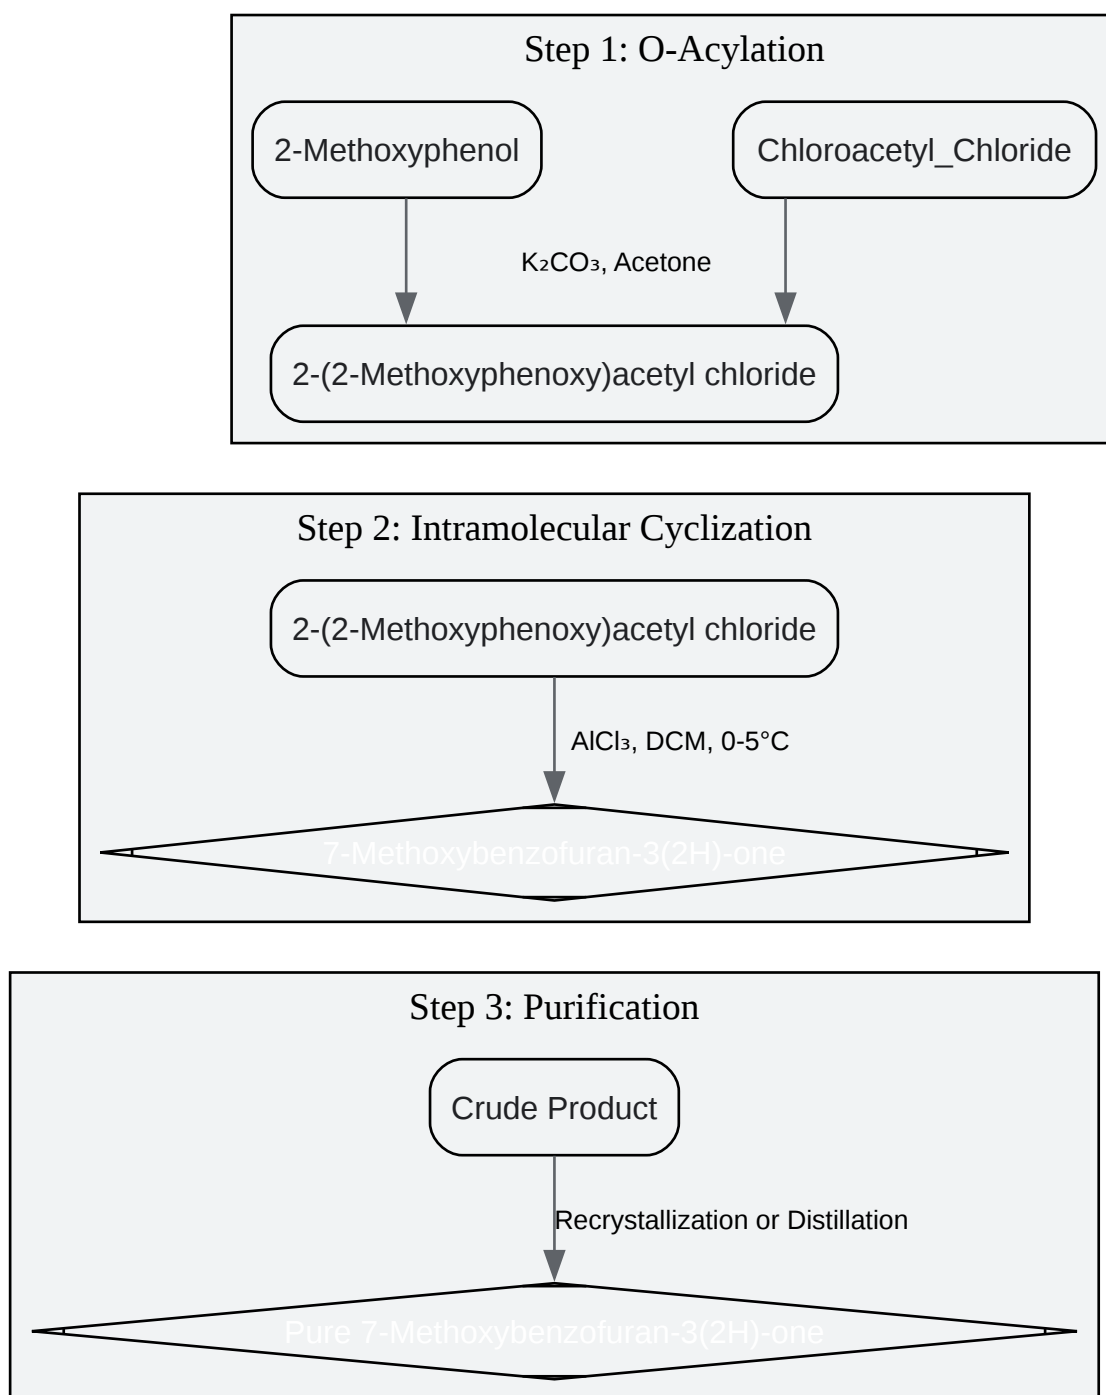 Step 1: O-Acylation
2-Methoxyphenol
Chloroacetyl_Chloride
K₂CO₃, Acetone
2-(2-Methoxyphenoxy)acetyl chloride
Step 2: Intramolecular Cyclization
2-(2-Methoxyphenoxy)acetyl chloride
AlCl₃, DCM, 0-5°C
7-Methoxybenzofuran-3(2H)-one
Step 3: Purification
Crude Product
Recrystallization or Distillation
Pure 7-Methoxybenzofuran-3(2H)-one